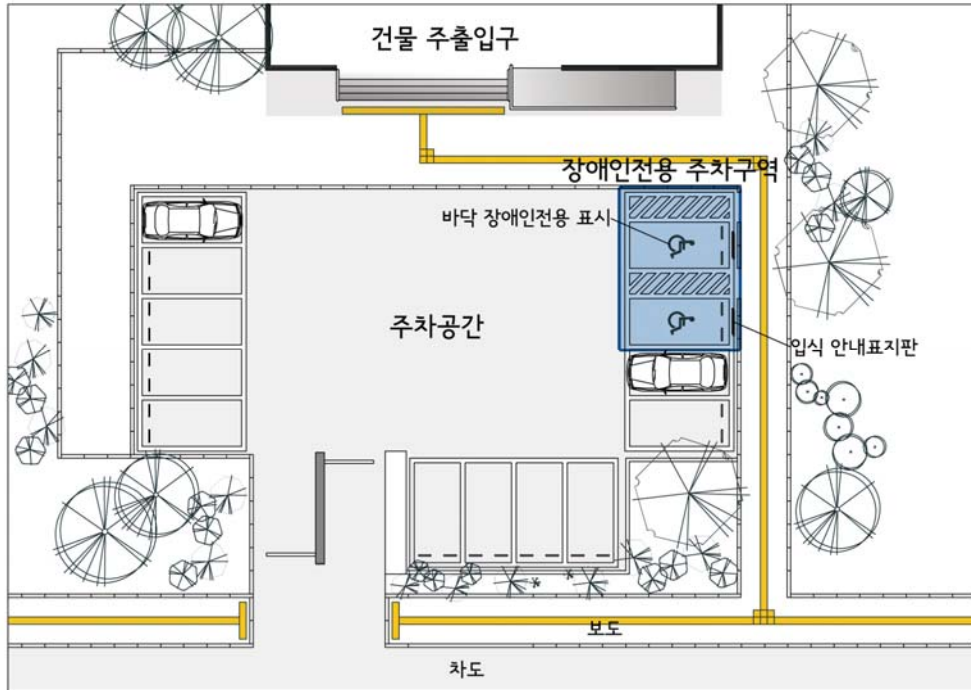 건물 주출입구
장애인전용 주차구역
바닥 장애인전용 표시
주차공간
입식 안내표지판
보도
차도